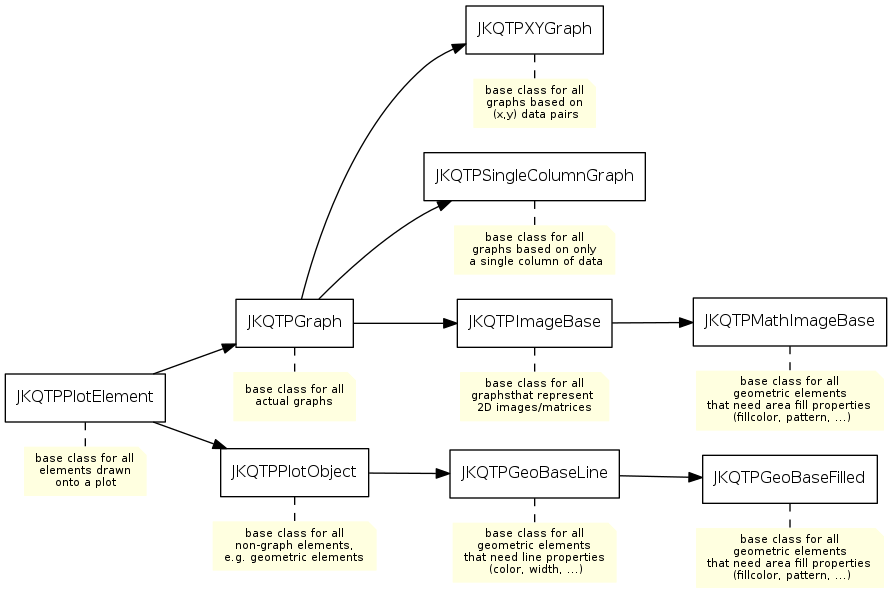 JKQTPXYGraph
base class for all
graphs based on
(x,y) data pairs
JKQTPSingleColumnGraph
base class for all
graphs based on only
a single column of data
JKQTPGraph
base class for all
actual graphs
JKQTPImageBase
base class for all
graphsthat represent
2D images/matrices
JKQTPMathImageBase
base class for all
geometric elements
that need area fill properties
(fillcolor, pattern, ...)
JKQTPPlotElement
base class for all
elements drawn
onto a plot
JKQTPPlotObject
base class for all
non-graph elements,
e.g. geometric elements
JKQTPGeoBaseLine
base class for all
geometric elements
that need line properties
(color, width, ...)
JKQTPGeoBaseFilled
base class for all
geometric elements
that need area fill properties
(fillcolor, pattern, ...)